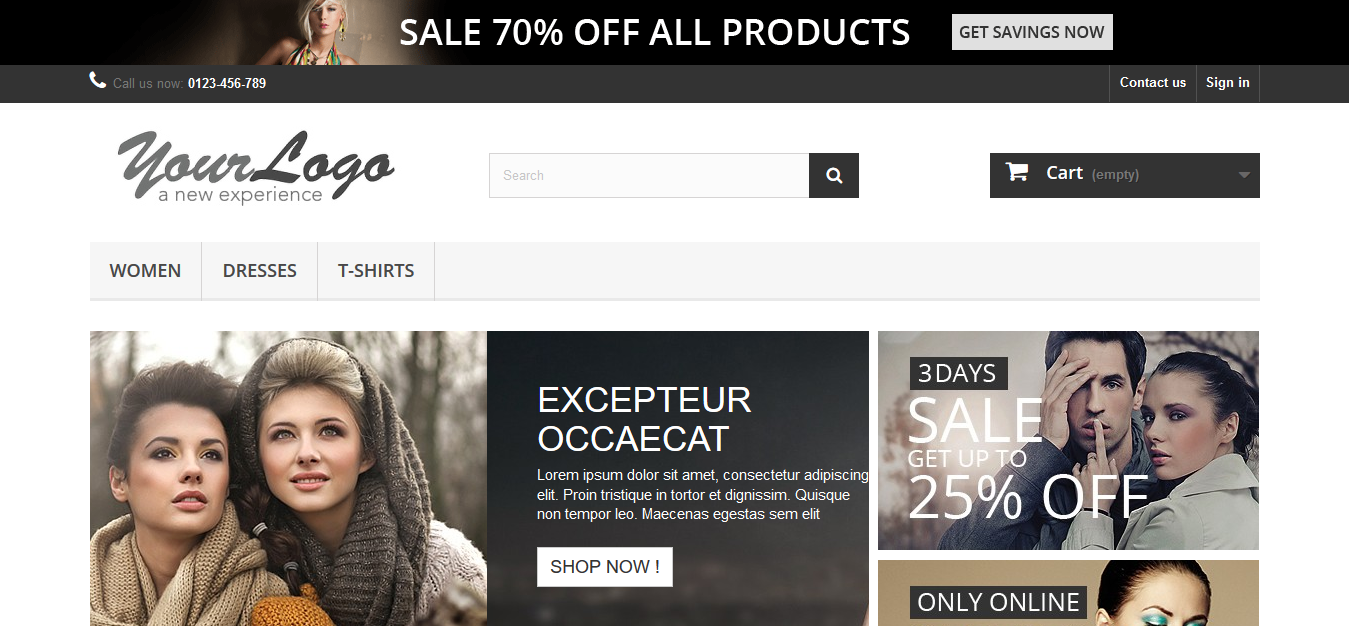 SALE 70% OFF ALL PRODUCTS
GET SAVINGS NOW
Call us now: 0123-456-789
Contact us
Sign in
YourLogo
a new experience
Search
Cart (empty)
WOMEN
DRESSES
T-SHIRTS
EXCEPTEUR
OCCAECAT
Lorem ipsum dolor sit amet, consectetur adipiscing
elit. Proin tristique in tortor et dignissim. Quisque
non tempor leo. Maecenas egestas sem elit
SHOP NOW !
3 DAYS
SALE
GET UP TO
25% OFF
ONLY ONLINE